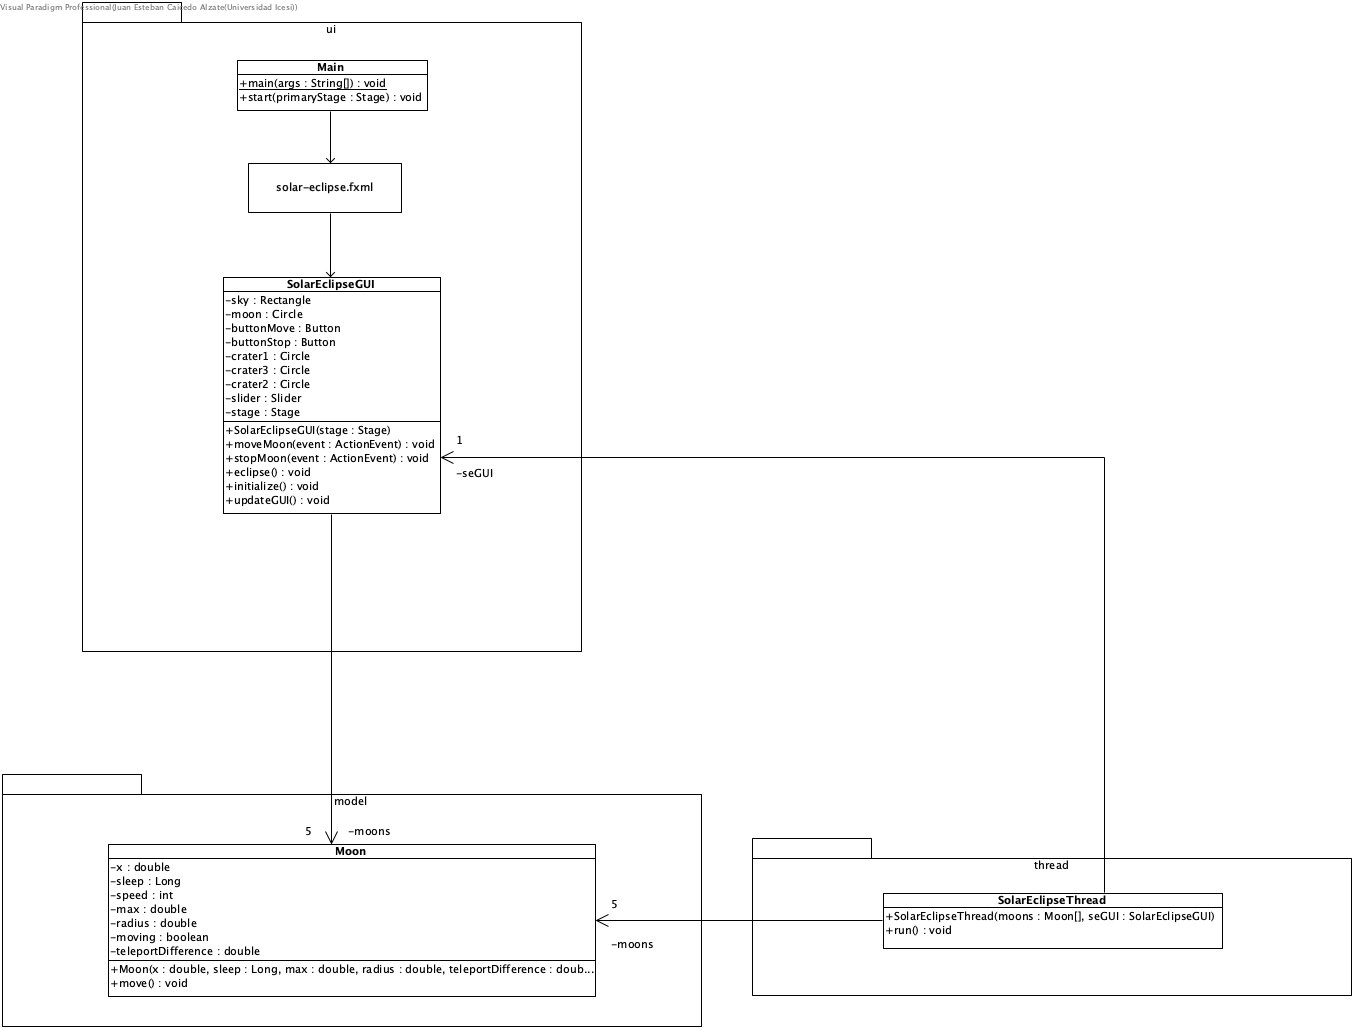 Visual Paradigm Professional(Juan Esteban Caicedo Alzate(Universidad Icesi))
ui
Main
+main(args : String[]) : void
+start(primaryStage : Stage) : void
solar-eclipse.fxml
SolarEclipseGUI
-sky : Rectangle
-moon : Circle
-buttonMove : Button
-buttonStop : Button
-crater1 : Circle
-crater3 : Circle
-crater2 : Circle
-slider : Slider
-stage : Stage
+SolarEclipseGUI(stage : Stage)
+moveMoon(event : ActionEvent) : void
+stopMoon(event : ActionEvent) : void
+eclipse() : void
+initialize() : void
+updateGUI() : void
1
-seGUI
model
5
-moons
Moon
-x : double
-sleep : Long
-speed : int
-max : double
-radius : double
-moving : boolean
-teleportDifference : double
+Moon(x : double, sleep : Long, max : double, radius : double, teleportDifference : doub...
+move() : void
5
-moons
thread
SolarEclipseThread
+SolarEclipseThread(moons : Moon[], seGUI : SolarEclipseGUI)
+run() : void